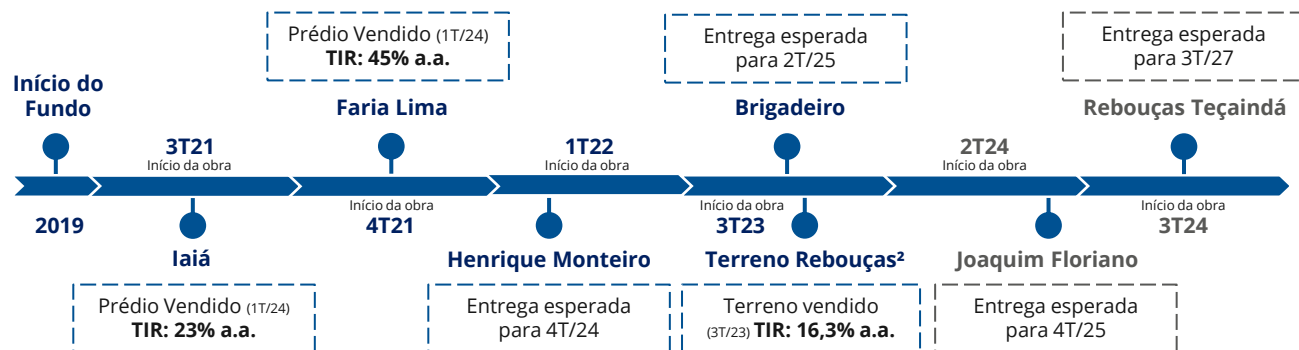 Prédio Vendido (1T/24)
TIR: 45% a.a.
Entrega esperada
para 2T/25
Entrega esperada
para 3T/27
Início do
Fundo
Faria Lima
Brigadeiro
Rebouças Teçaindá
3T21
Início da obra
1T22
Início da obra
2T24
Início da obra
2019
Início da obra
4T21
Início da obra
3T23
Início da obra
3T24
Iaiá
Henrique Monteiro
Terreno Rebouças²
Joaquim Floriano
Prédio Vendido (1T/24)
TIR: 23% a.a.
Entrega esperada
para 4T/24
Terreno vendido
(3T/23) TIR: 16,3% a.a.
Entrega esperada
para 4T/25